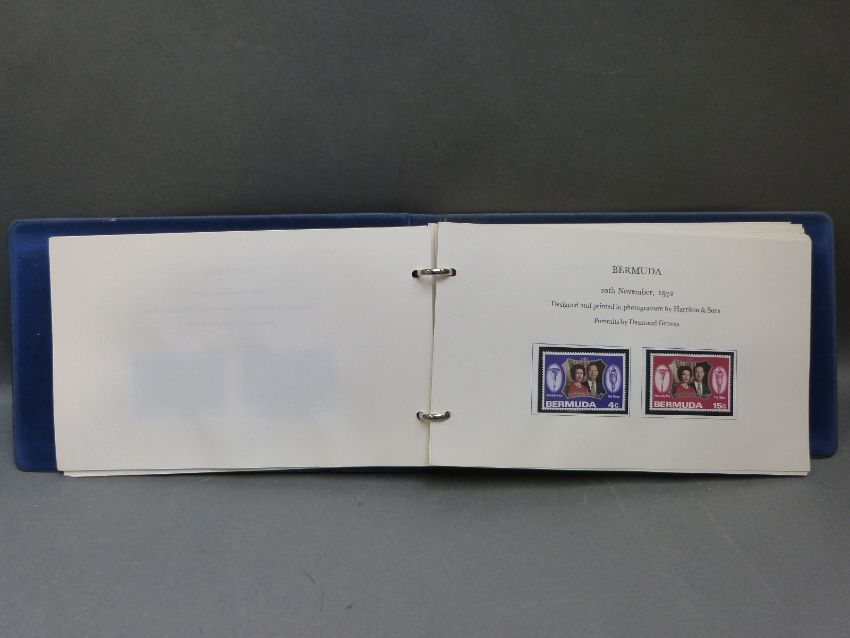 BERMUDA
20th November, 1972
Designed and printed in photogravure by Harrison & Sons
Portraits by Desmond Groves
BERMUDA 4c
BERMUDA 15c